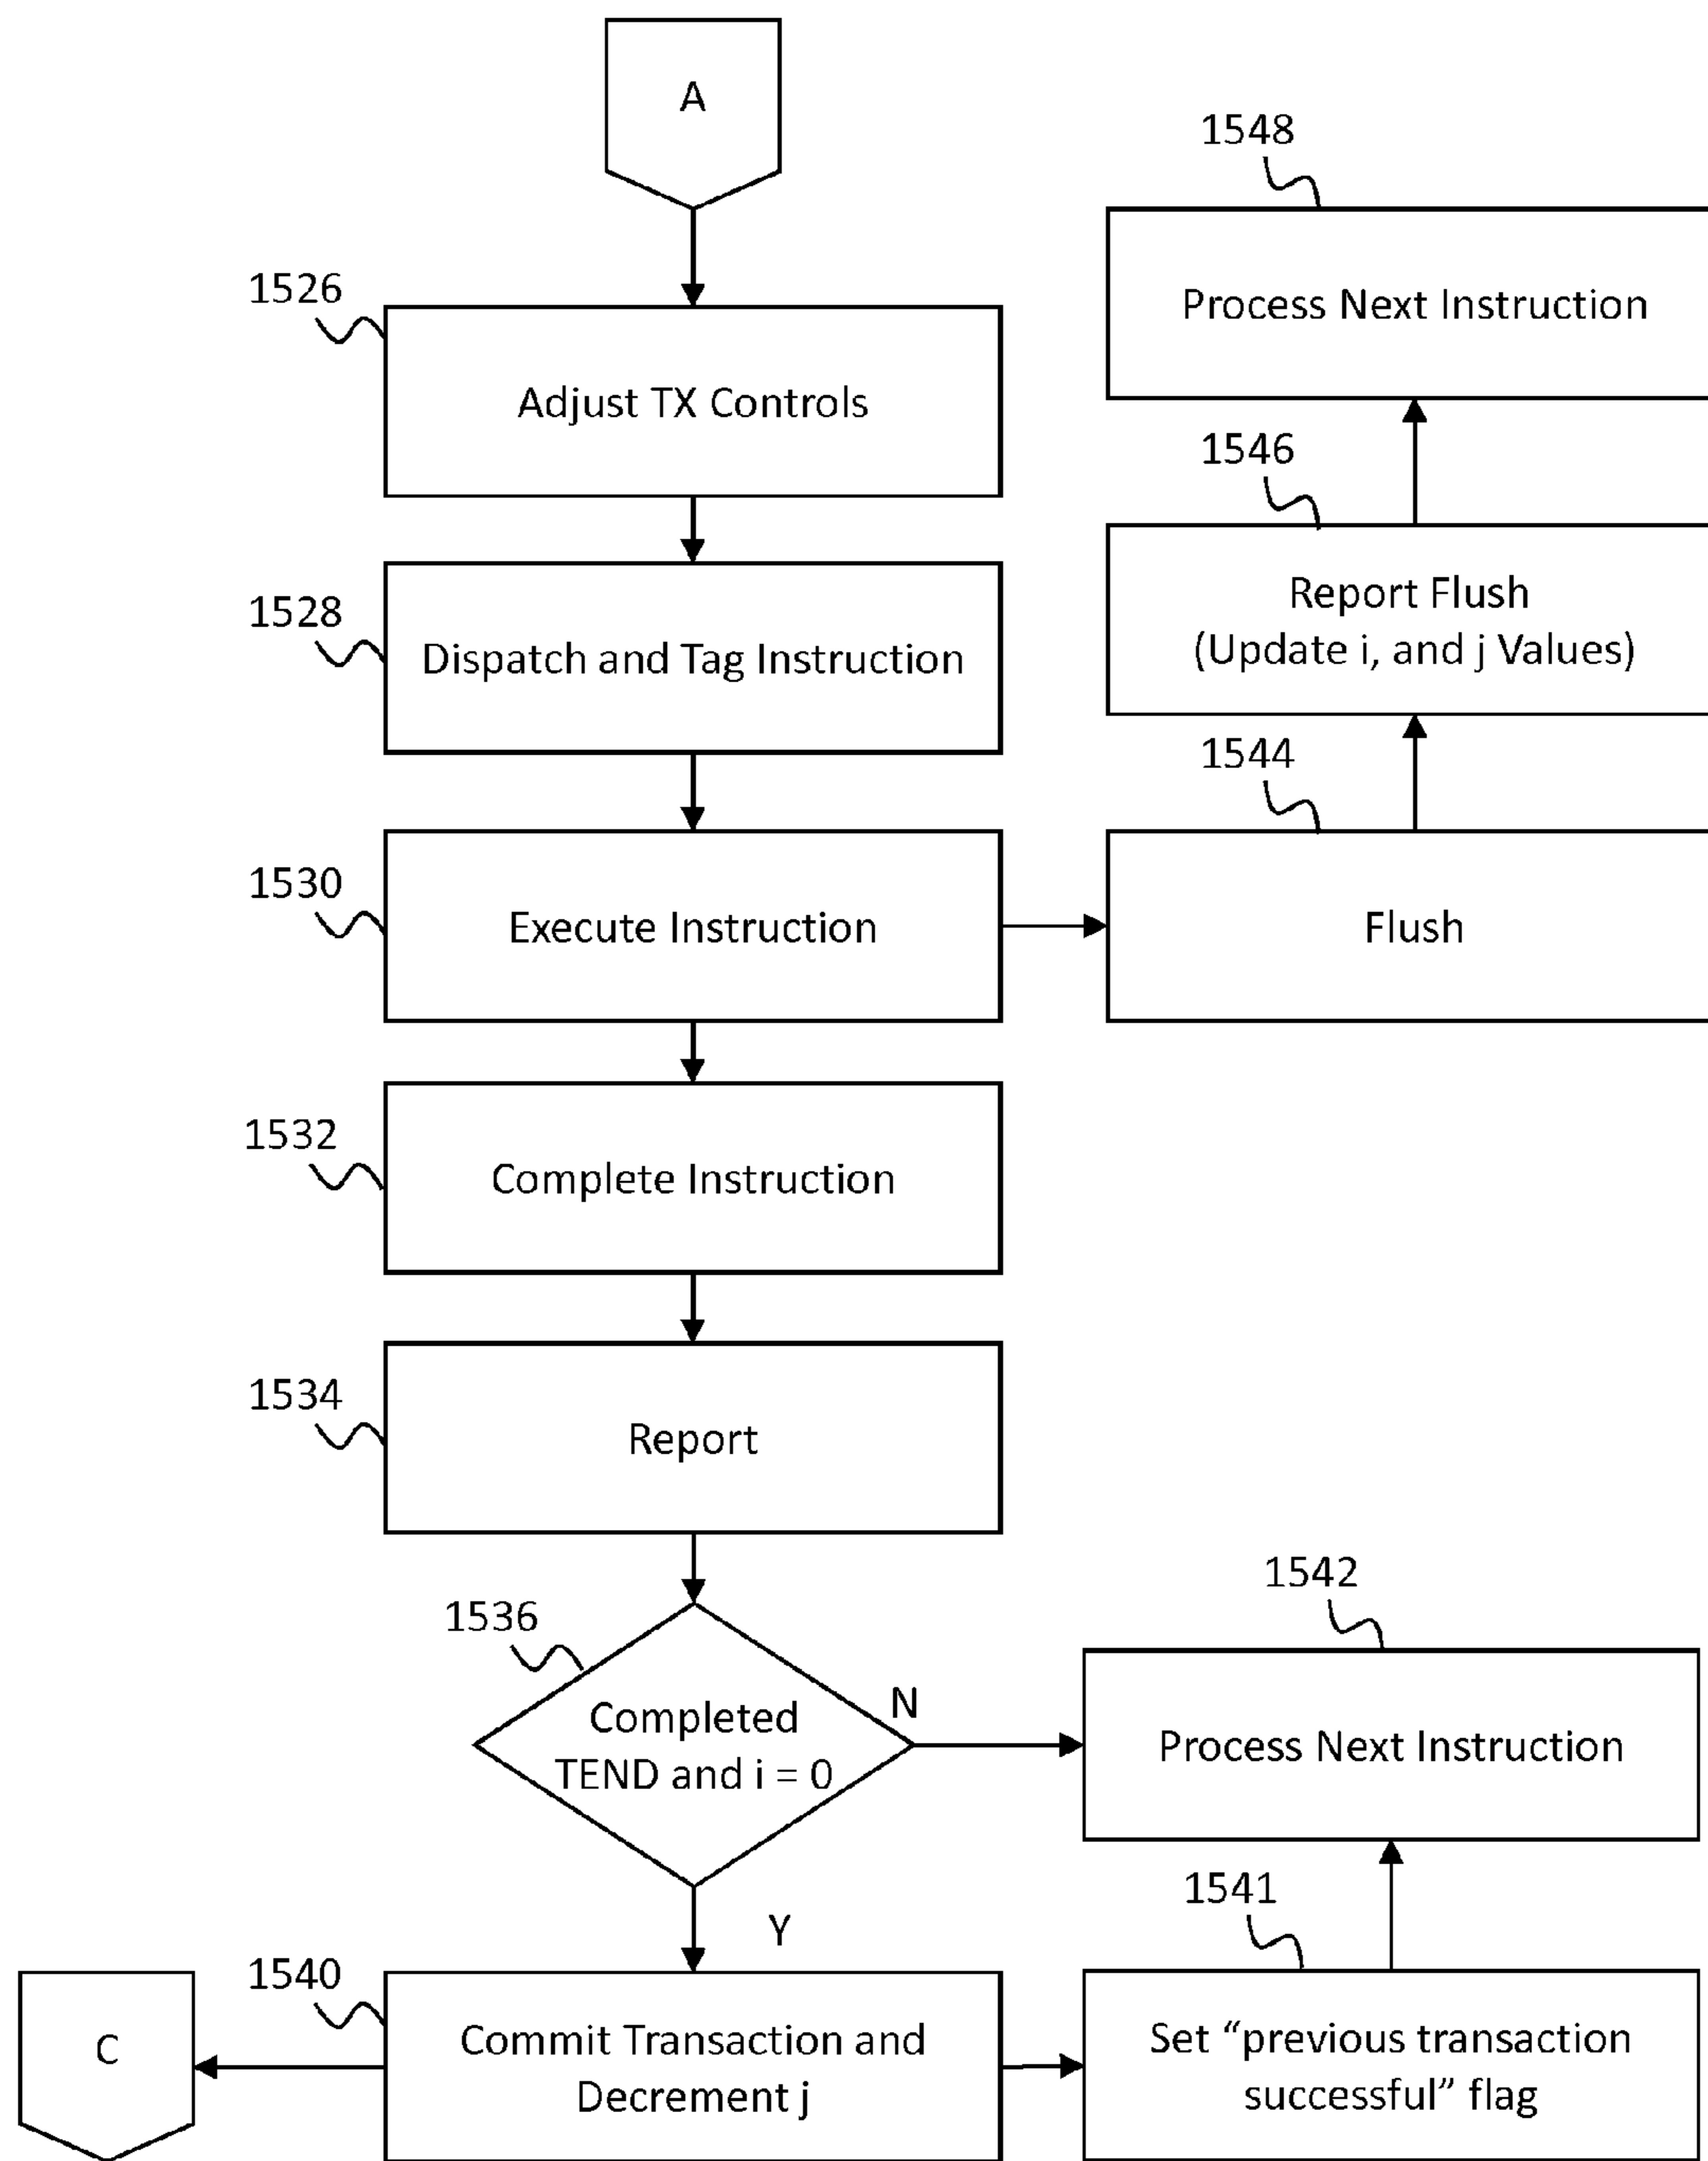 A
1548
Process Next Instruction
1526
Adjust TX Controls
1546
Report Flush
(Update i, and j Values)
1528
Dispatch and Tag Instruction
1544
Flush
1530
Execute Instruction
1532
Complete Instruction
1534
Report
1536
Completed
TEND and i = 0
N
1542
Process Next Instruction
Y
1541
Set “previous transaction
successful” flag
1540
Commit Transaction and
Decrement j
C